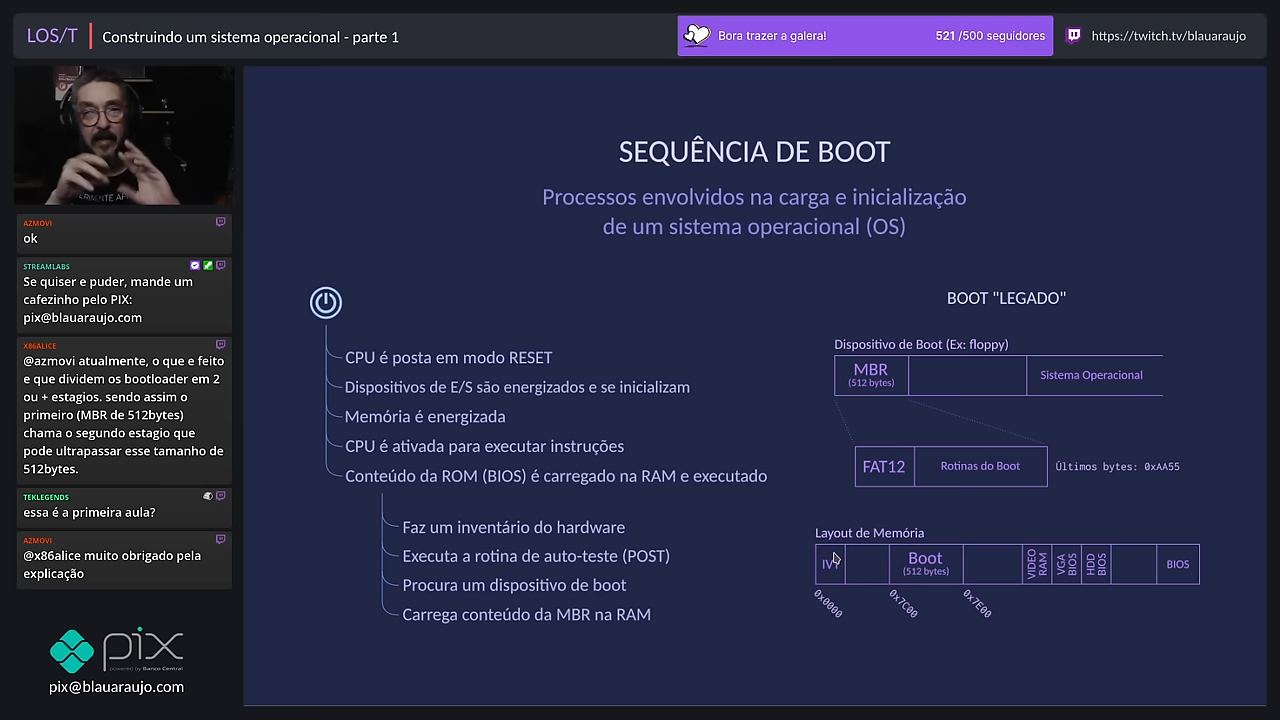 LOS/T
Construindo um sistema operacional - parte 1
Bora trazer a galera!
521 /500 seguidores
https://twitch.tv/blauaraujo
AZMOVI
ok
STREAMLABS
Se quiser e puder, mande um
cafezinho pelo PIX:
pix@blauaraujo.com
X86ALICE
@azmovi atualmente, o que e feito
e que dividem os bootloader em 2
ou + estagios. sendo assim o
primeiro (MBR de 512bytes)
chama o segundo estagio que
pode ultrapassar esse tamanho de
512bytes.
TEKLEGENDS
essa é a primeira aula?
AZMOVI
@x86alice muito obrigado pela
explicação
pix
powered by Banco Central
pix@blauaraujo.com
SEQUÊNCIA DE BOOT
Processos envolvidos na carga e inicialização
de um sistema operacional (OS)
CPU é posta em modo RESET
Dispositivos de E/S são energizados e se inicializam
Memória é energizada
CPU é ativada para executar instruções
Conteúdo da ROM (BIOS) é carregado na RAM e executado
Faz um inventário do hardware
Executa a rotina de auto-teste (POST)
Procura um dispositivo de boot
Carrega conteúdo da MBR na RAM
BOOT "LEGADO"
Dispositivo de Boot (Ex: floppy)
MBR
(512 bytes)
Sistema Operacional
FAT12
Rotinas do Boot
Últimos bytes: 0xAA55
Layout de Memória
Boot
(512 bytes)
VIDEO
RAM
VGA
BIOS
HDD
BIOS
BIOS
0x0000
0x7C00
0x7E00